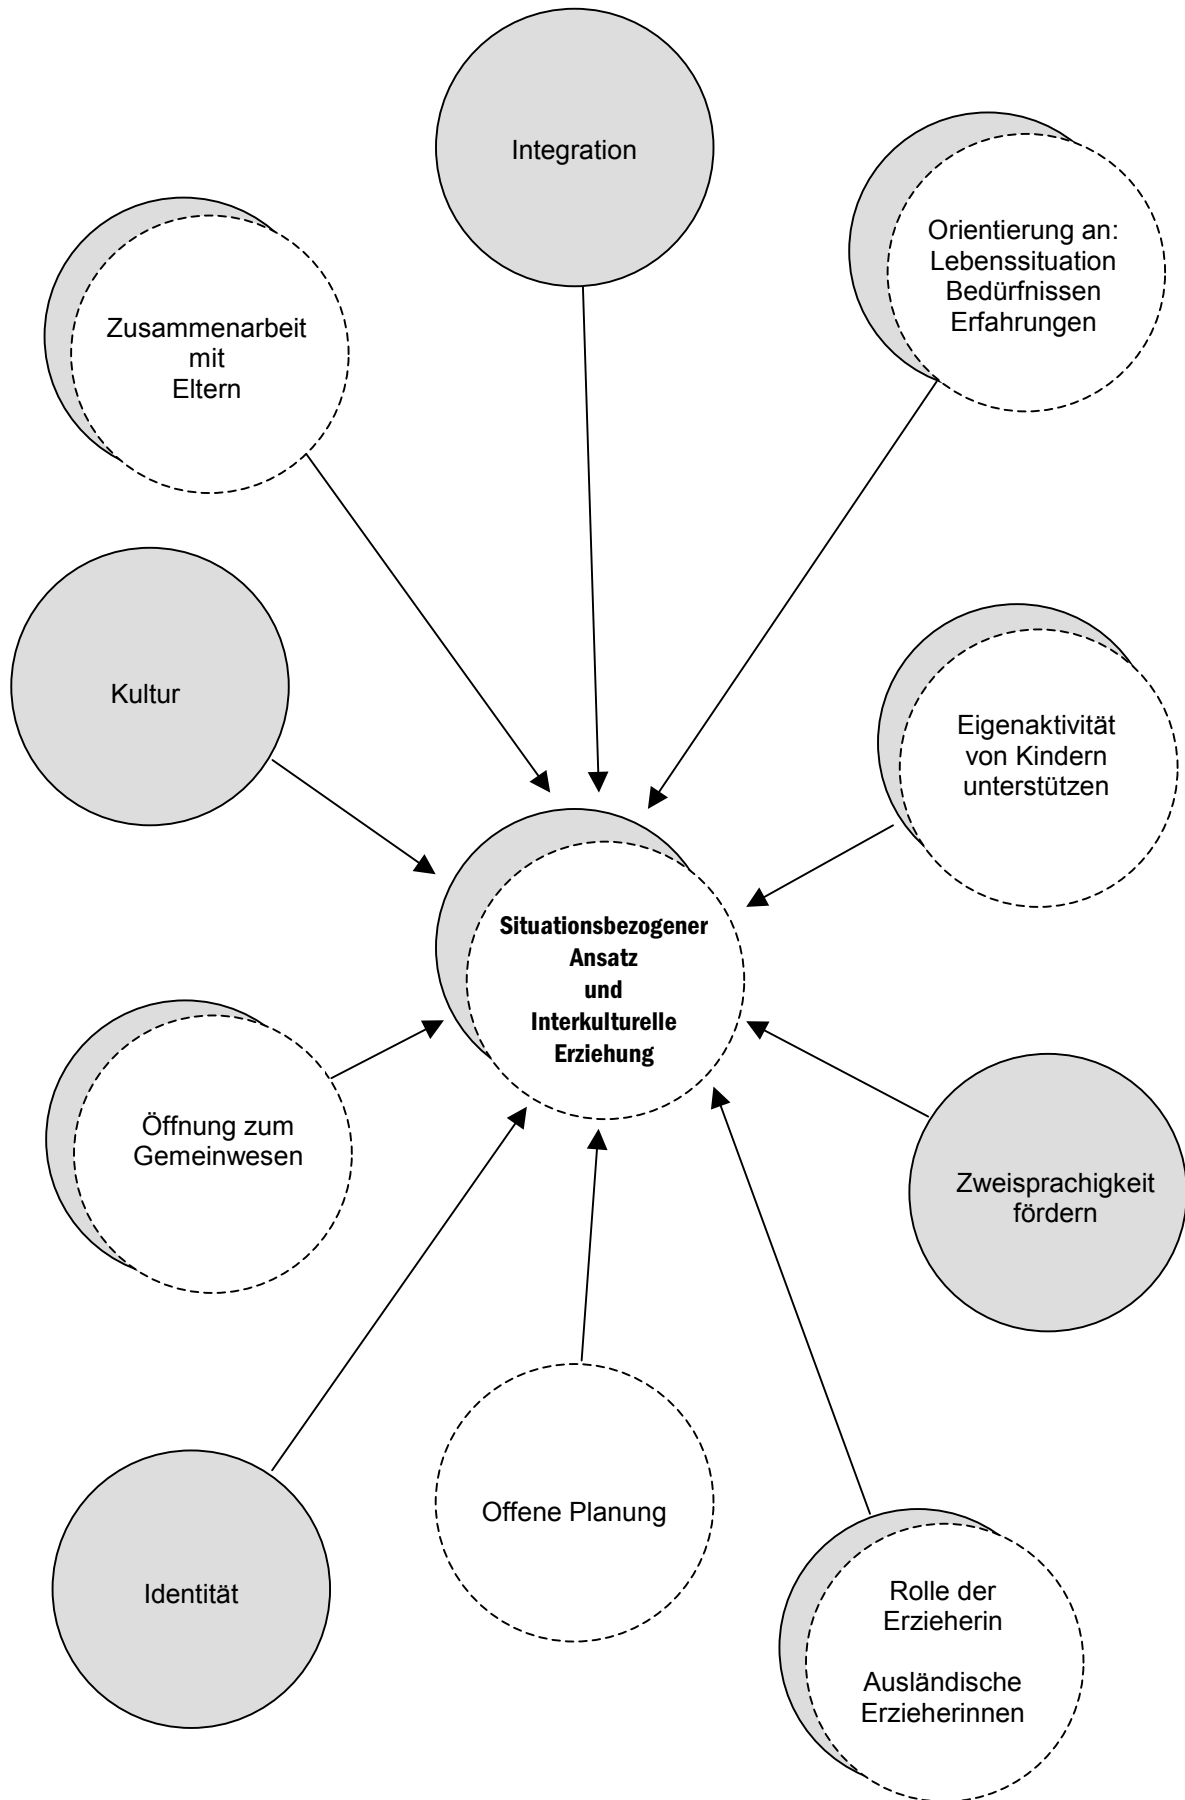 Integration
Orientierung an:
Lebenssituation
Bedürfnissen
Erfahrungen
Zusammenarbeit
mit
Eltern
Kultur
Eigenaktivität
von Kindern
unterstützen
Situationsbezogener
Ansatz
und
Interkulturelle
Erziehung
Öffnung zum
Gemeinwesen
Zweisprachigkeit
fördern
Identität
Offene Planung
Rolle der
Erzieherin
Ausländische
Erzieherinnen